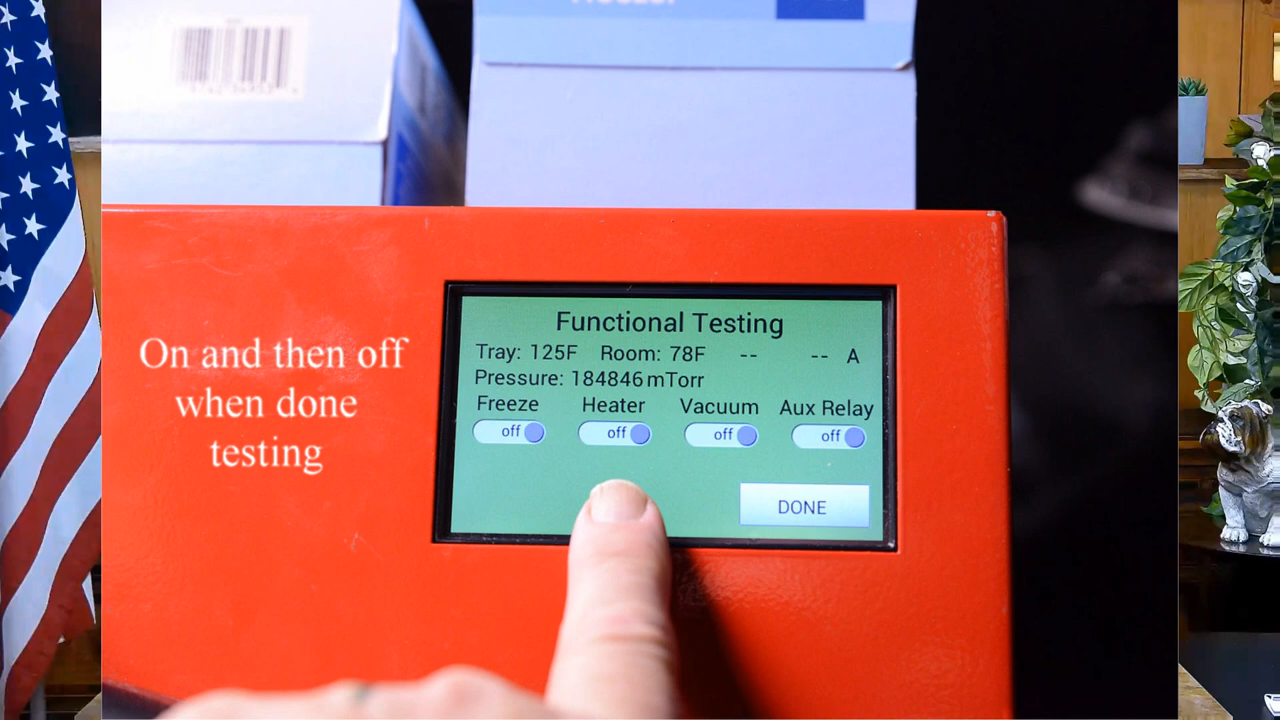 On and then off
when done
testing
Functional Testing
Tray: 125F Room: 78F -- -- A
Pressure: 184846 mTorr
Freeze Heater Vacuum Aux Relay
off off off off
DONE